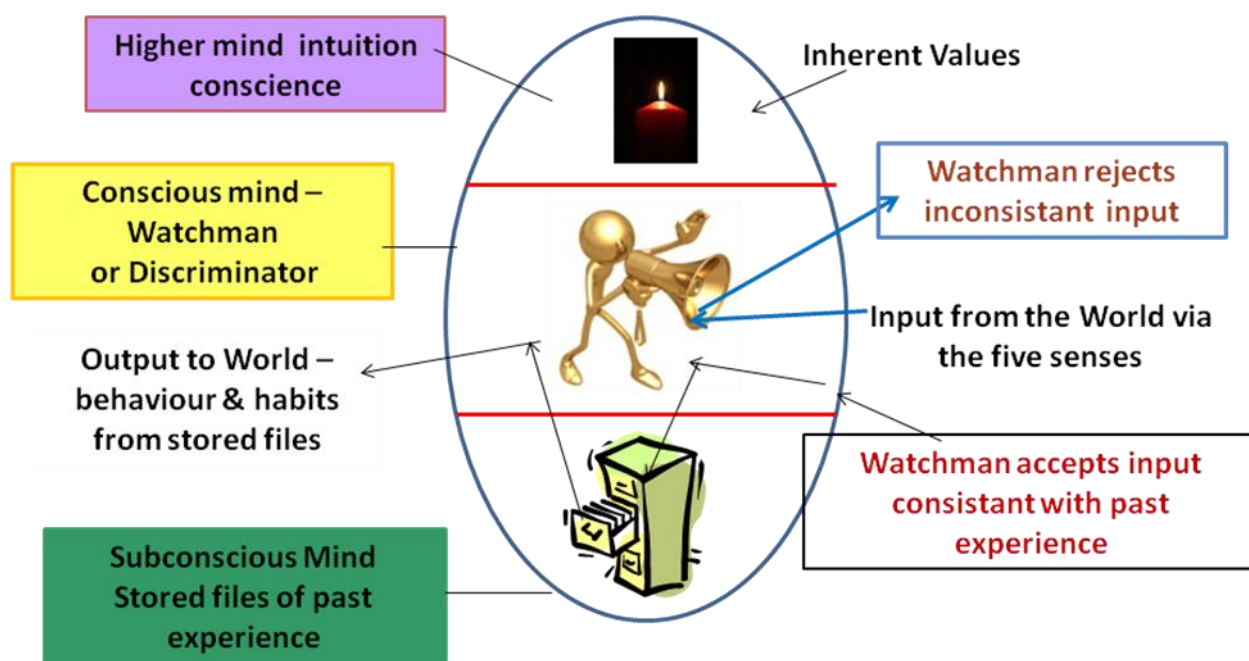 Higher mind intuition
conscience
Inherent Values
Conscious mind –
Watchman
or Discriminator
Watchman rejects
inconsistant input
Output to World –
behaviour & habits
from stored files
Input from the World via
the five senses
Watchman accepts input
consistant with past
experience
Subconscious Mind
Stored files of past
experience